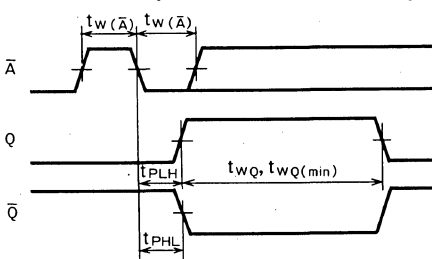 tw(A̅) tw(A̅)
A̅
Q
tPLH twQ, twQ(min)
Q̅
tPHL